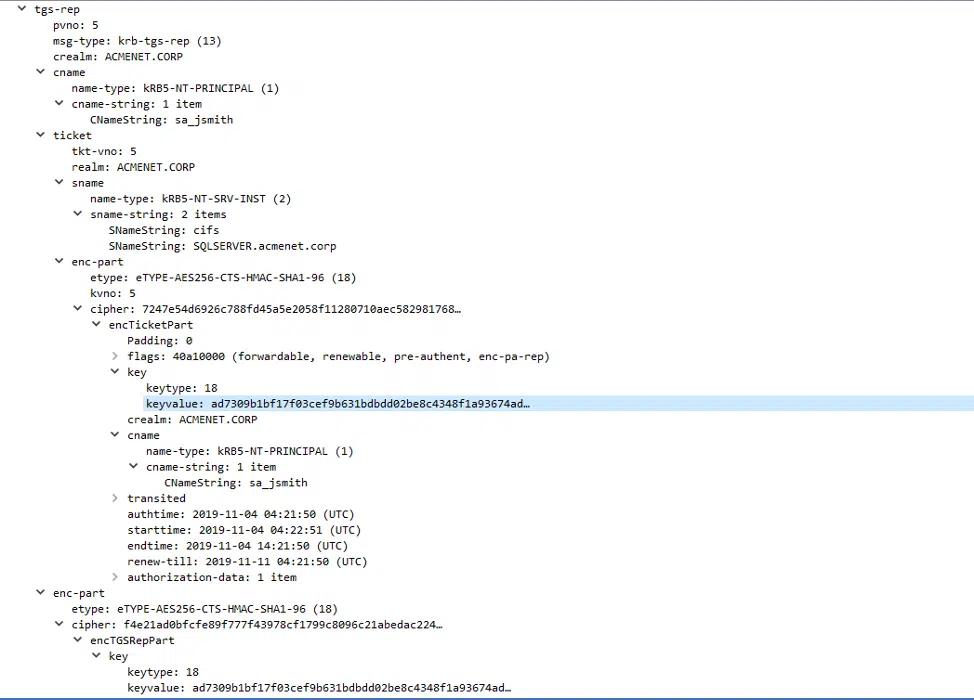 tgs-rep
pvno: 5
msg-type: krb-tgs-rep (13)
crealm: ACMENET.CORP
cname
name-type: kRB5-NT-PRINCIPAL (1)
cname-string: 1 item
CNameString: sa_jsmith
ticket
tkt-vno: 5
realm: ACMENET.CORP
sname
name-type: kRB5-NT-SRV-INST (2)
sname-string: 2 items
SNameString: cifs
SNameString: SQLSERVER.acmenet.corp
enc-part
etype: eTYPE-AES256-CTS-HMAC-SHA1-96 (18)
kvno: 5
cipher: 7247e54d6926c788fd45a5e2058f11280710aec582981768…
encTicketPart
Padding: 0
flags: 40a10000 (forwardable, renewable, pre-authent, enc-pa-rep)
key
keytype: 18
keyvalue: ad7309b1bf17f03cef9b631bdbdd02be8c4348f1a93674ad…
crealm: ACMENET.CORP
cname
name-type: kRB5-NT-PRINCIPAL (1)
cname-string: 1 item
CNameString: sa_jsmith
transited
authtime: 2019-11-04 04:21:50 (UTC)
starttime: 2019-11-04 04:22:51 (UTC)
endtime: 2019-11-04 14:21:50 (UTC)
renew-till: 2019-11-11 04:21:50 (UTC)
authorization-data: 1 item
enc-part
etype: eTYPE-AES256-CTS-HMAC-SHA1-96 (18)
cipher: f4e21ad0bfcfe89f777f43978cf1799c8096c21abedac224…
encTGSRepPart
key
keytype: 18
keyvalue: ad7309b1bf17f03cef9b631bdbdd02be8c4348f1a93674ad…